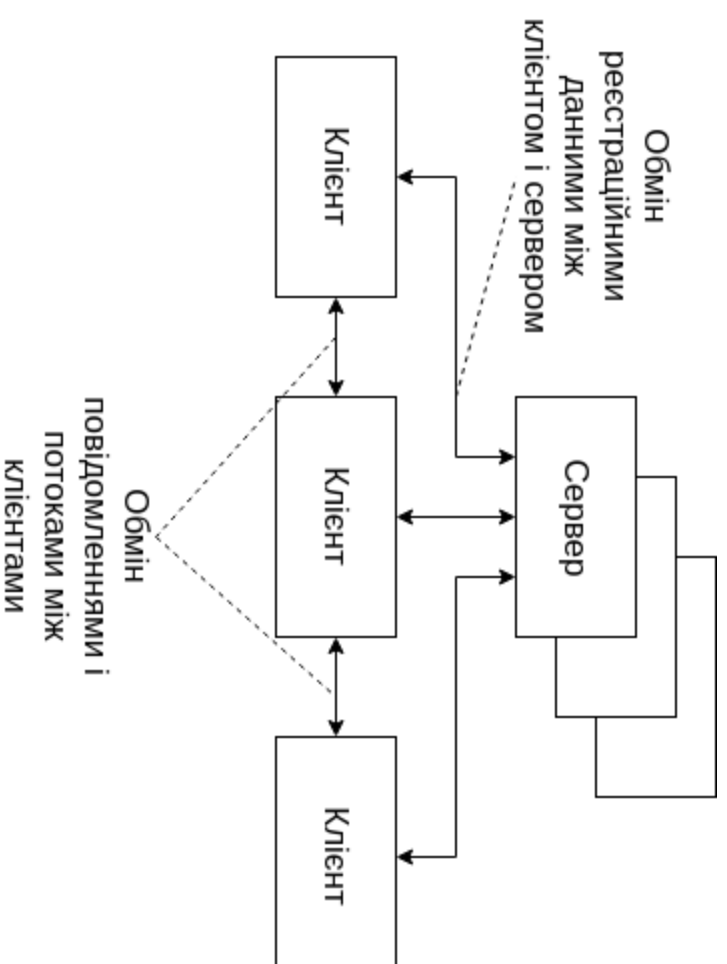 Обмін
реєстраційними
данними між
клієнтом і сервером
Сервер
Клієнт
Клієнт
Клієнт
Обмін
повідомленнями і
потоками між
клієнтами